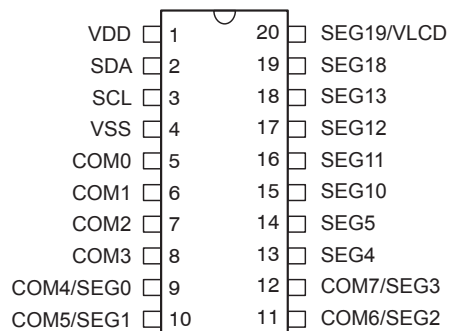 VDD 1 20 SEG19/VLCD
SDA 2 19 SEG18
SCL 3 18 SEG13
VSS 4 17 SEG12
COM0 5 16 SEG11
COM1 6 15 SEG10
COM2 7 14 SEG5
COM3 8 13 SEG4
COM4/SEG0 9 12 COM7/SEG3
COM5/SEG1 10 11 COM6/SEG2